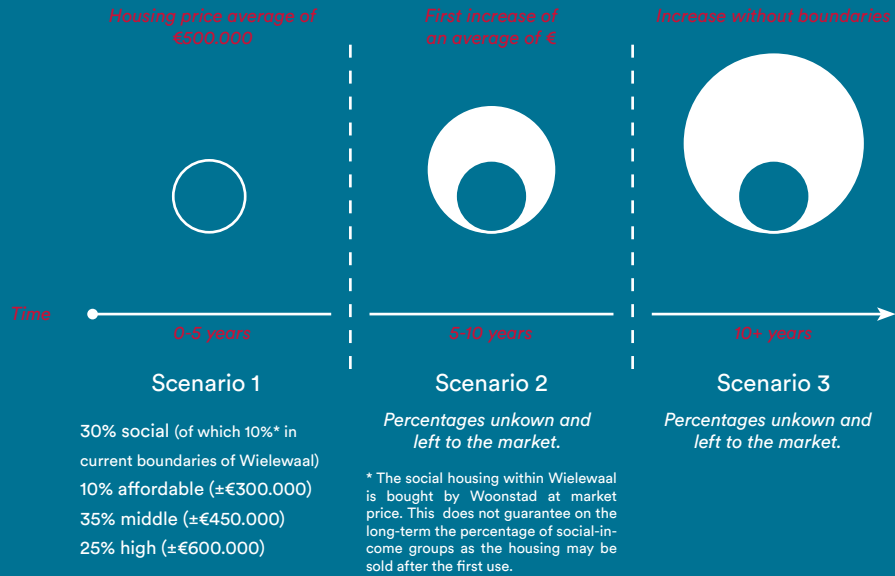 Housing price average of
€500.000
First increase of
an average of €
Increase without boundaries
Time
0-5 years
5-10 years
10+ years
Scenario 1
30% social (of which 10%* in
current boundaries of Wielewaal)
10% affordable (±€300.000)
35% middle (±€450.000)
25% high (±€600.000)
Scenario 2
Percentages unkown and
left to the market.
* The social housing within Wielewaal
is bought by Woonstad at market
price. This does not guarantee on the
long-term the percentage of social-in-
come groups as the housing may be
sold after the first use.
Scenario 3
Percentages unkown and
left to the market.